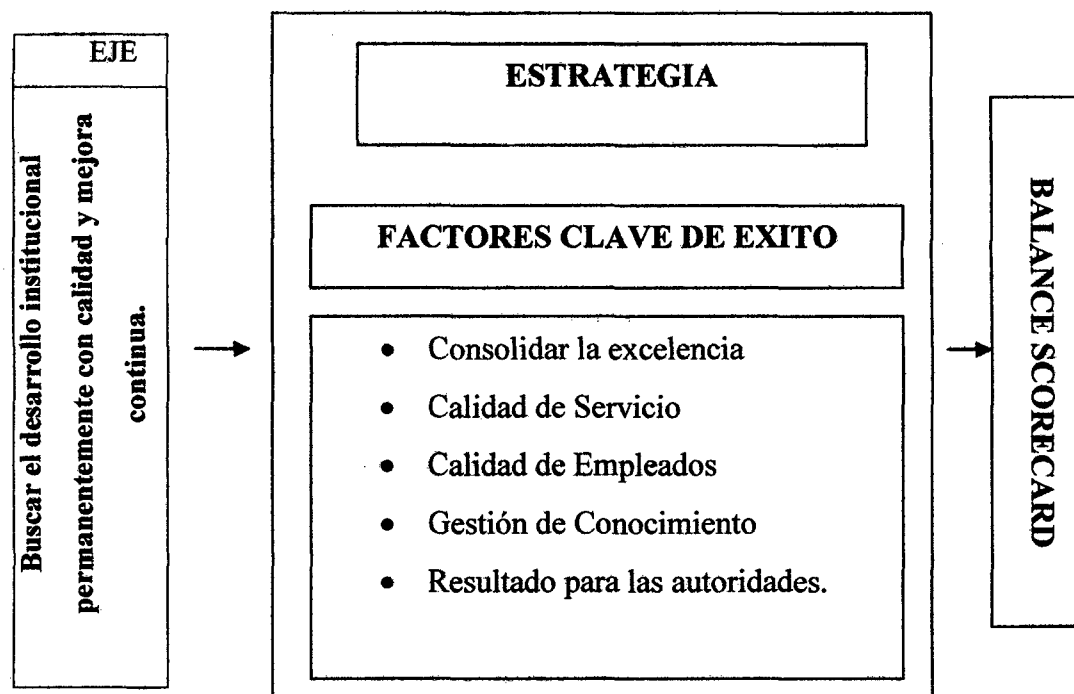 EJE
Buscar el desarrollo institucional
permanentemente con calidad y mejora
continua.
ESTRATEGIA
FACTORES CLAVE DE EXITO
• Consolidar la excelencia
• Calidad de Servicio
• Calidad de Empleados
• Gestión de Conocimiento
• Resultado para las autoridades.
BALANCE SCORECARD